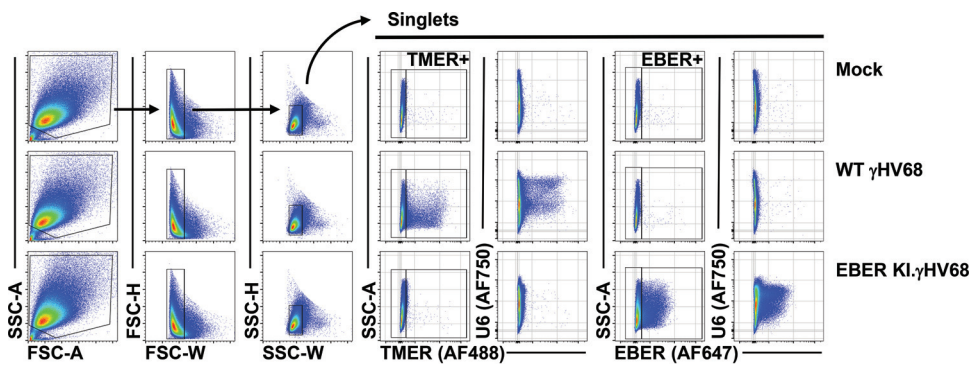 Singlets
TMER+
EBER+
Mock
WT γHV68
EBER KI.γHV68
SSC-A
FSC-H
SSC-H
SSC-A
U6 (AF750)
SSC-A
U6 (AF750)
FSC-A
FSC-W
SSC-W
TMER (AF488)
EBER (AF647)